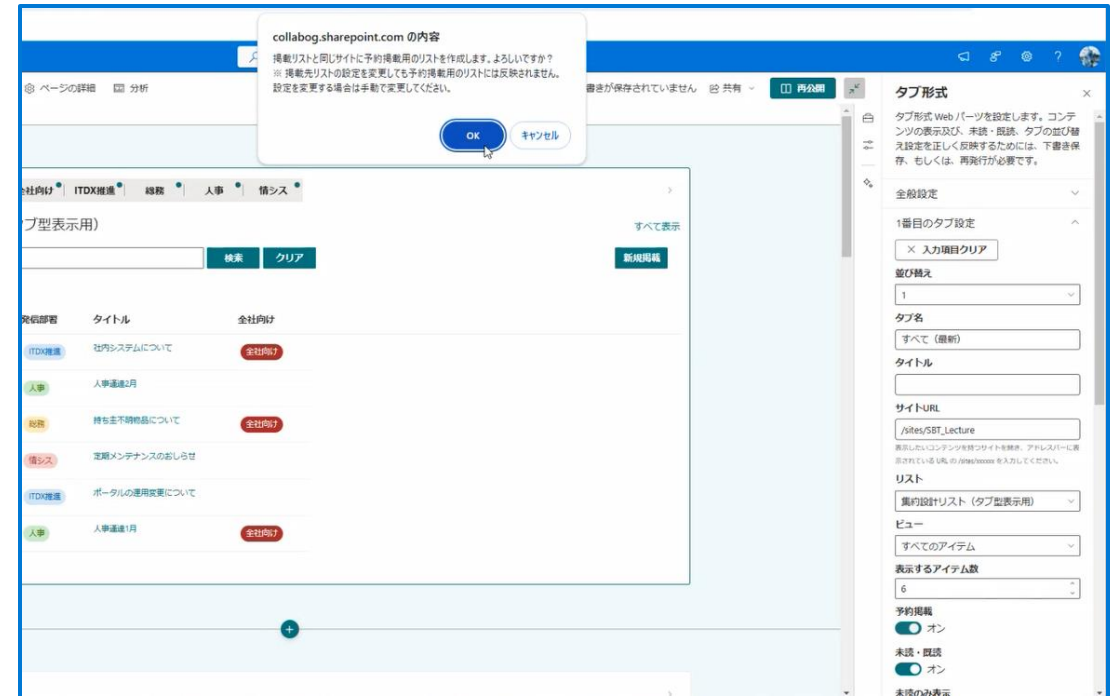 collabog.sharepoint.com の内容
掲載リストと同じサイトに予約掲載用のリストを作成します。よろしいですか？
※ 掲載先リストの設定を変更しても予約掲載用のリストには反映されません。
設定を変更する場合は手動で変更してください。
OK
キャンセル
ページの詳細
分析
書きが保存されていません
共有
再公開
全社向け
ITDX推進
総務
人事
情シス
ブ型表示用）
すべて表示
検索
クリア
新規掲載
発信部署
タイトル
全社向け
ITDX推進
社内システムについて
全社向け
人事
人事通達2月
総務
持ち主不明物品について
全社向け
情シス
定期メンテナンスのおしらせ
ITDX推進
ポータルの運用変更について
人事
人事通達1月
全社向け
タブ形式
タブ形式 Web パーツを設定します。コンテ
ンツの表示及び、未読・既読、タブの並び替
え設定を正しく反映するためには、下書き保
存、もしくは、再発行が必要です。
全般設定
1番目のタブ設定
入力項目クリア
並び替え
1
タブ名
すべて（最新）
タイトル
サイトURL
/sites/SBT_Lecture
表示したいコンテンツを持つサイトを開き、アドレスバーに表
示されている URL の /sites/xxxxxx を入力してください。
リスト
集約設計リスト（タブ型表示用）
ビュー
すべてのアイテム
表示するアイテム数
6
予約掲載
オン
未読・既読
オン
未読のみ表示